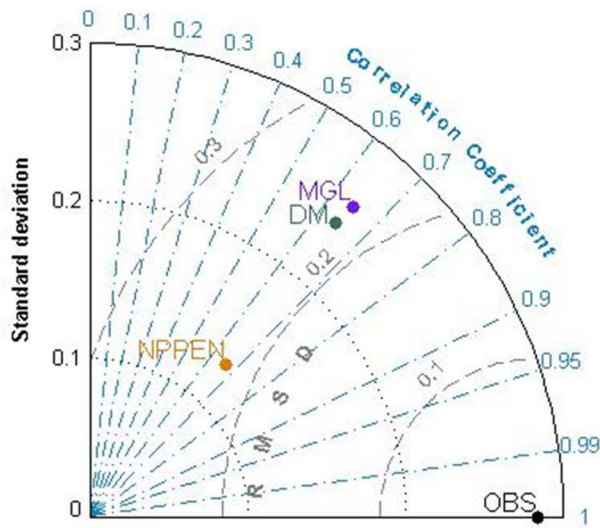 0 0.1 0.2 0.3 0.4 0.5 0.6 0.7 0.8 0.9 0.95 0.99 1
Correlation Coefficient
Standard deviation
0.3
0.2
0.1
0
0.3
0.2
0.1
MGL
DM
NPPEN
RMSD
OBS